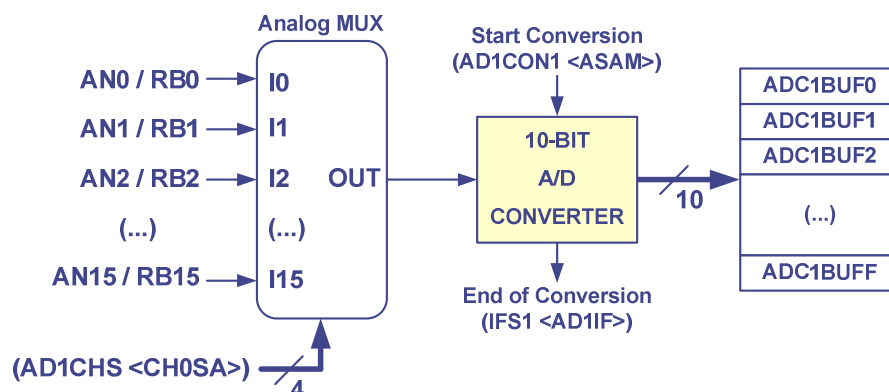 Analog MUX
AN0 / RB0
AN1 / RB1
AN2 / RB2
(...)
AN15 / RB15
I0
I1
I2
(...)
I15
OUT
(AD1CHS <CH0SA>)
4
Start Conversion
(AD1CON1 <ASAM>)
10-BIT
A/D
CONVERTER
End of Conversion
(IFS1 <AD1IF>)
10
ADC1BUF0
ADC1BUF1
ADC1BUF2
(...)
ADC1BUFF